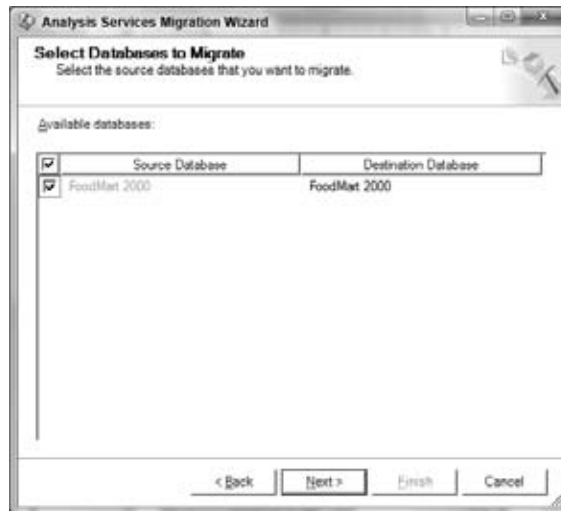 Analysis Services Migration Wizard
Select Databases to Migrate
Select the source databases that you want to migrate.
Available databases:
Source Database Destination Database
FoodMart 2000 FoodMart 2000
< Back Next > Finish Cancel